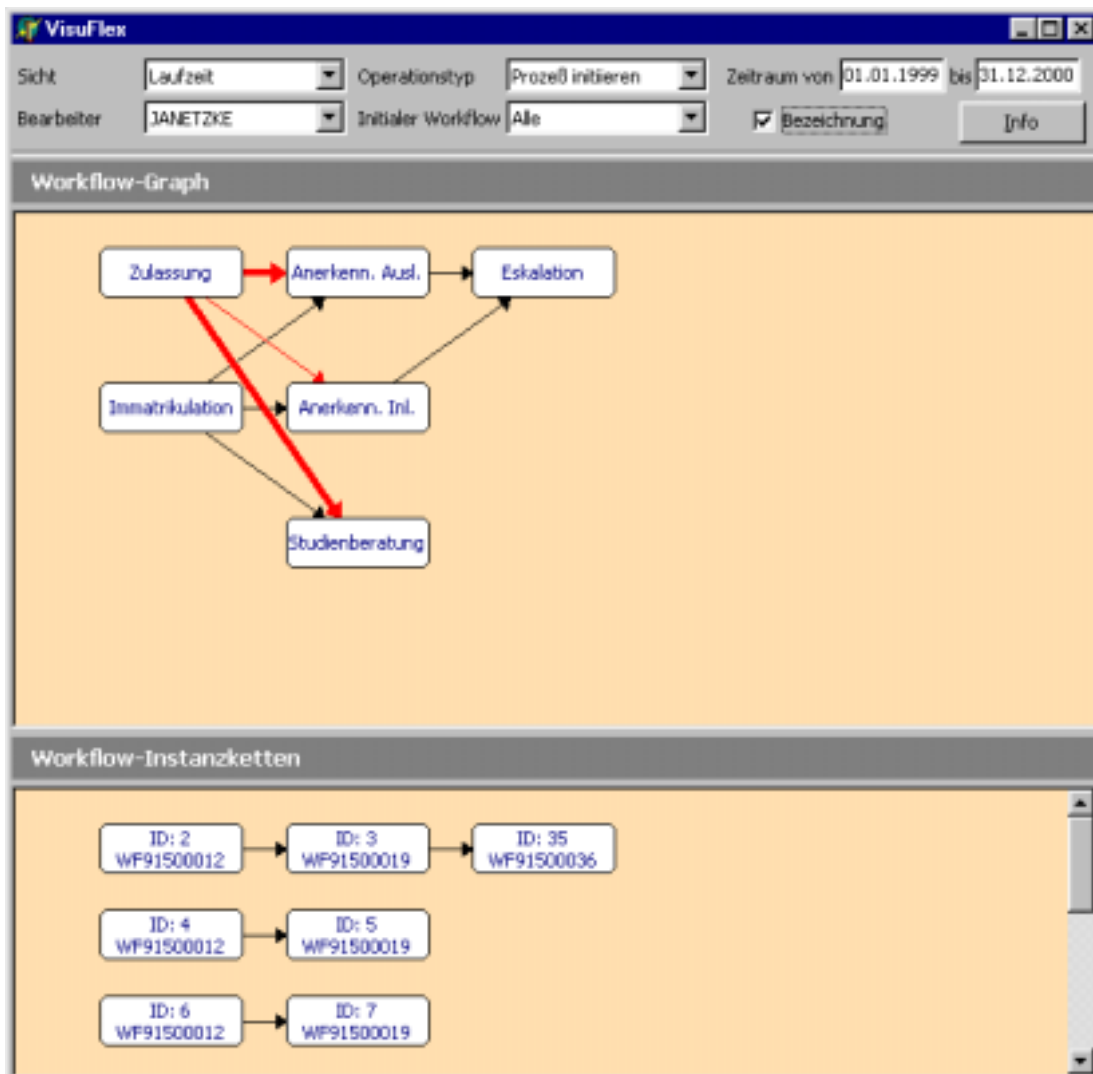 VisuFlex
Sicht Laufzeit Operationstyp Prozeß initiieren Zeitraum von 01.01.1999 bis 31.12.2000
Bearbeiter JANETZKE Initialer Workflow Alle Bezeichnung Info
Workflow-Graph
Zulassung Anerkenn. Ausl. Eskalation
Immatrikulation Anerkenn. Inl.
Studienberatung
Workflow-Instanzketten
ID: 2 ID: 3 ID: 35
WF91500012 WF91500019 WF91500036
ID: 4 ID: 5
WF91500012 WF91500019
ID: 6 ID: 7
WF91500012 WF91500019